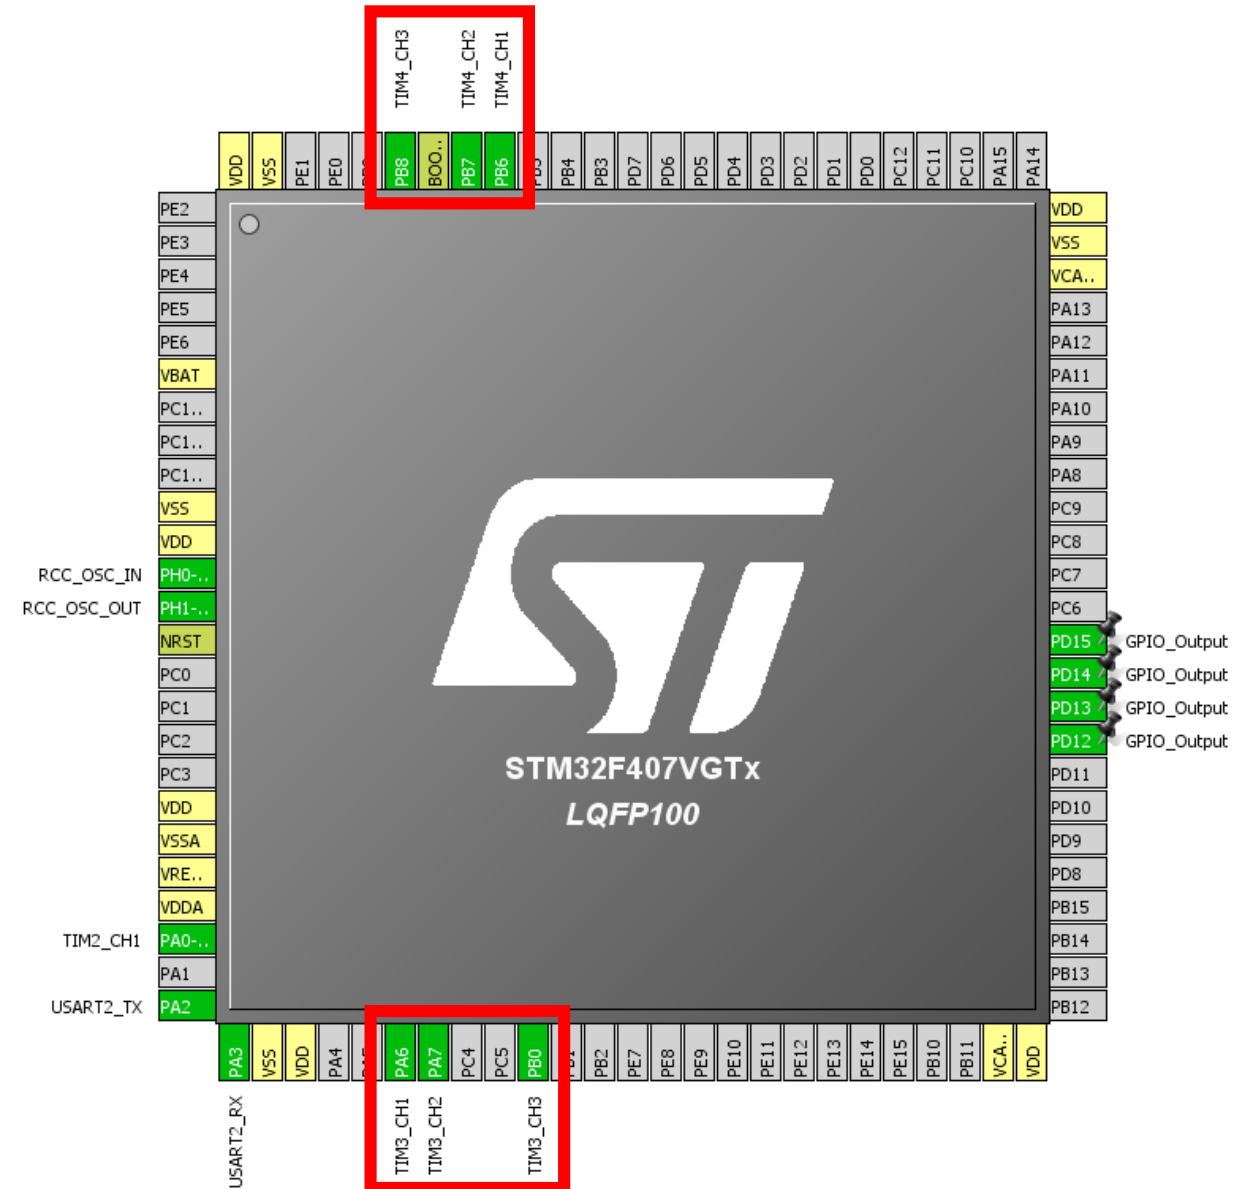 TIM4_CH3
TIM4_CH2
TIM4_CH1
VDD
VSS
PE1
PE0
PB8
BOO..
PB7
PB6
PB4
PB3
PD7
PD6
PD5
PD4
PD3
PD2
PD1
PD0
PC12
PC11
PC10
PA15
PA14
PE2
PE3
PE4
PE5
PE6
VBAT
PC1..
PC1..
PC1..
VSS
VDD
RCC_OSC_IN PH0-..
RCC_OSC_OUT PH1-..
NRST
PC0
PC1
PC2
PC3
VDD
VSSA
VRE..
VDDA
TIM2_CH1 PA0-..
PA1
USART2_TX PA2
STM32F407VGTx
LQFP100
VDD
VSS
VCA..
PA13
PA12
PA11
PA10
PA9
PA8
PC9
PC8
PC7
PC6
PD15 GPIO_Output
PD14 GPIO_Output
PD13 GPIO_Output
PD12 GPIO_Output
PD11
PD10
PD9
PD8
PB15
PB14
PB13
PB12
PA3
VSS
VDD
PA4
PA6
PA7
PC4
PC5
PB0
PB2
PE7
PE8
PE9
PE10
PE11
PE12
PE13
PE14
PE15
PB10
PB11
VCA..
VDD
USART2_RX
TIM3_CH1
TIM3_CH2
TIM3_CH3